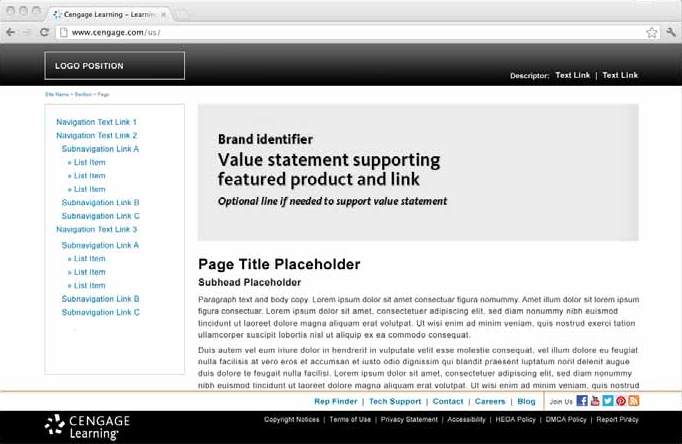 Cengage Learning – Learnin
www.cengage.com/us/
LOGO POSITION
Descriptor: Text Link | Text Link
Site Home > Section > Page
Navigation Text Link 1
Navigation Text Link 2
Subnavigation Link A
» List Item
» List Item
» List Item
Subnavigation Link B
Subnavigation Link C
Navigation Text Link 3
Subnavigation Link A
» List Item
» List Item
» List Item
Subnavigation Link B
Subnavigation Link C
Brand identifier
Value statement supporting
featured product and link
Optional line if needed to support value statement
Page Title Placeholder
Subhead Placeholder
Paragraph text and body copy. Lorem ipsum dolor sit amet consectuar figura nomummy. Amet illum dolor sit lorem ipsum
figura consectuar. Lorem ipsum dolor sit amet, consectetuer adipiscing elit, sed diam nonummy nibh euismod
tincidunt ut laoreet dolore magna aliquam erat volutpat. Ut wisi enim ad minim veniam, quis nostrud exerci tation
ullamcorper suscipit lobortis nisl ut aliquip ex ea commodo consequat.
Duis autem vel eum iriure dolor in hendrerit in vulputate velit esse molestie consequat, vel illum dolore eu feugiat
nulla facilisis at vero eros et accumsan et iusto odio dignissim qui blandit praesent luptatum noril delenit augue
duis dolore te feugait nulla facilisi. Lorem ipsum dolor sit amet, consectetuer adipiscing elit, sed diam nonummy
nibh euismod tincidunt ut laoreet dolore magna aliquam erat volutpat. Ut wisi enim ad minim veniam, quis nostrud
Rep Finder | Tech Support | Contact | Careers | Blog | Join Us
CENGAGE
Learning
Copyright Notices | Terms of Use | Privacy Statement | Accessibility | HEOA Policy | DMCA Policy | Report Piracy